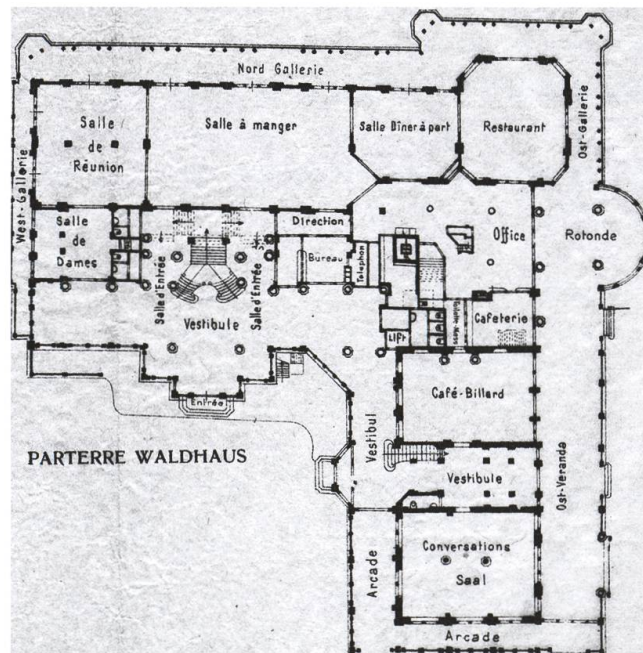 Nord Gallerie
Salle
de
Réunion
Salle à manger
Salle Dîner à part
Restaurant
Ost-Gallerie
West-Gallerie
Salle
de
Dames
Direction
Bureau
Telephon
Office
Rotonde
Salle d'Entrée
Vestibule
Salle d'Entrée
Lift
Cafeterie
Entrée
Café-Billard
PARTERRE WALDHAUS
Vestibul
Vestibule
Ost-Veranda
Conversations
Saal
Arcade
Arcade